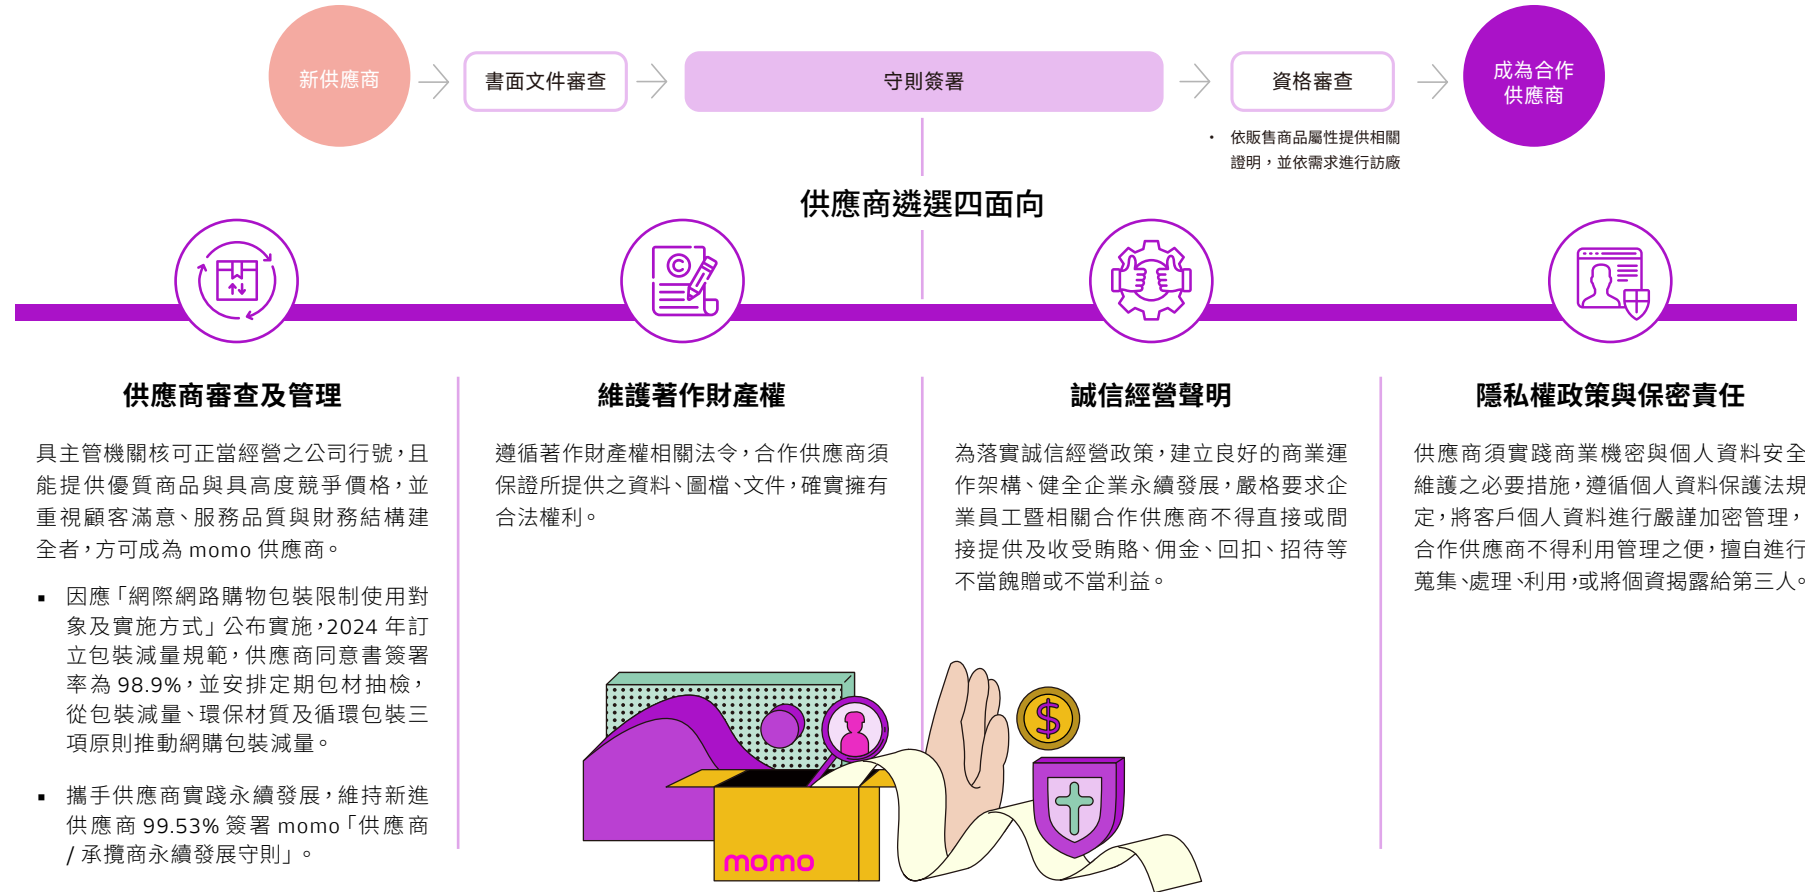 新供應商
書面文件審查
守則簽署
資格審查
成為合作
供應商
• 依販售商品屬性提供相關
證明，並依需求進行訪廠
供應商遴選四面向
供應商審查及管理
具主管機關核可正當經營之公司行號，且
能提供優質商品與具高度競爭價格，並
重視顧客滿意、服務品質與財務結構建
全者，方可成為 momo 供應商。
▪ 因應「網際網路購物包裝限制使用對
象及實施方式」公布實施，2024 年訂
立包裝減量規範，供應商同意書簽署
率為 98.9%，並安排定期包材抽檢，
從包裝減量、環保材質及循環包裝三
項原則推動網購包裝減量。
▪ 攜手供應商實踐永續發展，維持新進
供應商 99.53% 簽署 momo「供應商
/ 承攬商永續發展守則」。
維護著作財產權
遵循著作財產權相關法令，合作供應商須
保證所提供之資料、圖檔、文件，確實擁有
合法權利。
誠信經營聲明
為落實誠信經營政策，建立良好的商業運
作架構、健全企業永續發展，嚴格要求企
業員工暨相關合作供應商不得直接或間
接提供及收受賄賂、佣金、回扣、招待等
不當餽贈或不當利益。
隱私權政策與保密責任
供應商須實踐商業機密與個人資料安全
維護之必要措施，遵循個人資料保護法規
定，將客戶個人資料進行嚴謹加密管理，
合作供應商不得利用管理之便，擅自進行
蒐集、處理、利用，或將個資揭露給第三人。
momo